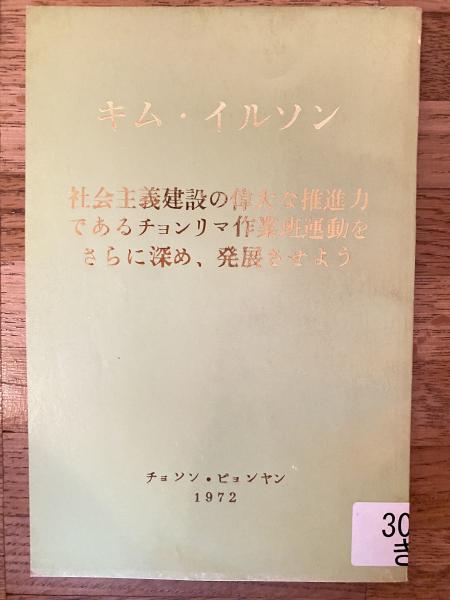 キム・イルソン
社会主義建設の偉大な推進力
であるチョンリマ作業班運動を
さらに深め、発展させよう
チョソン・ピョンヤン
1972
30
き